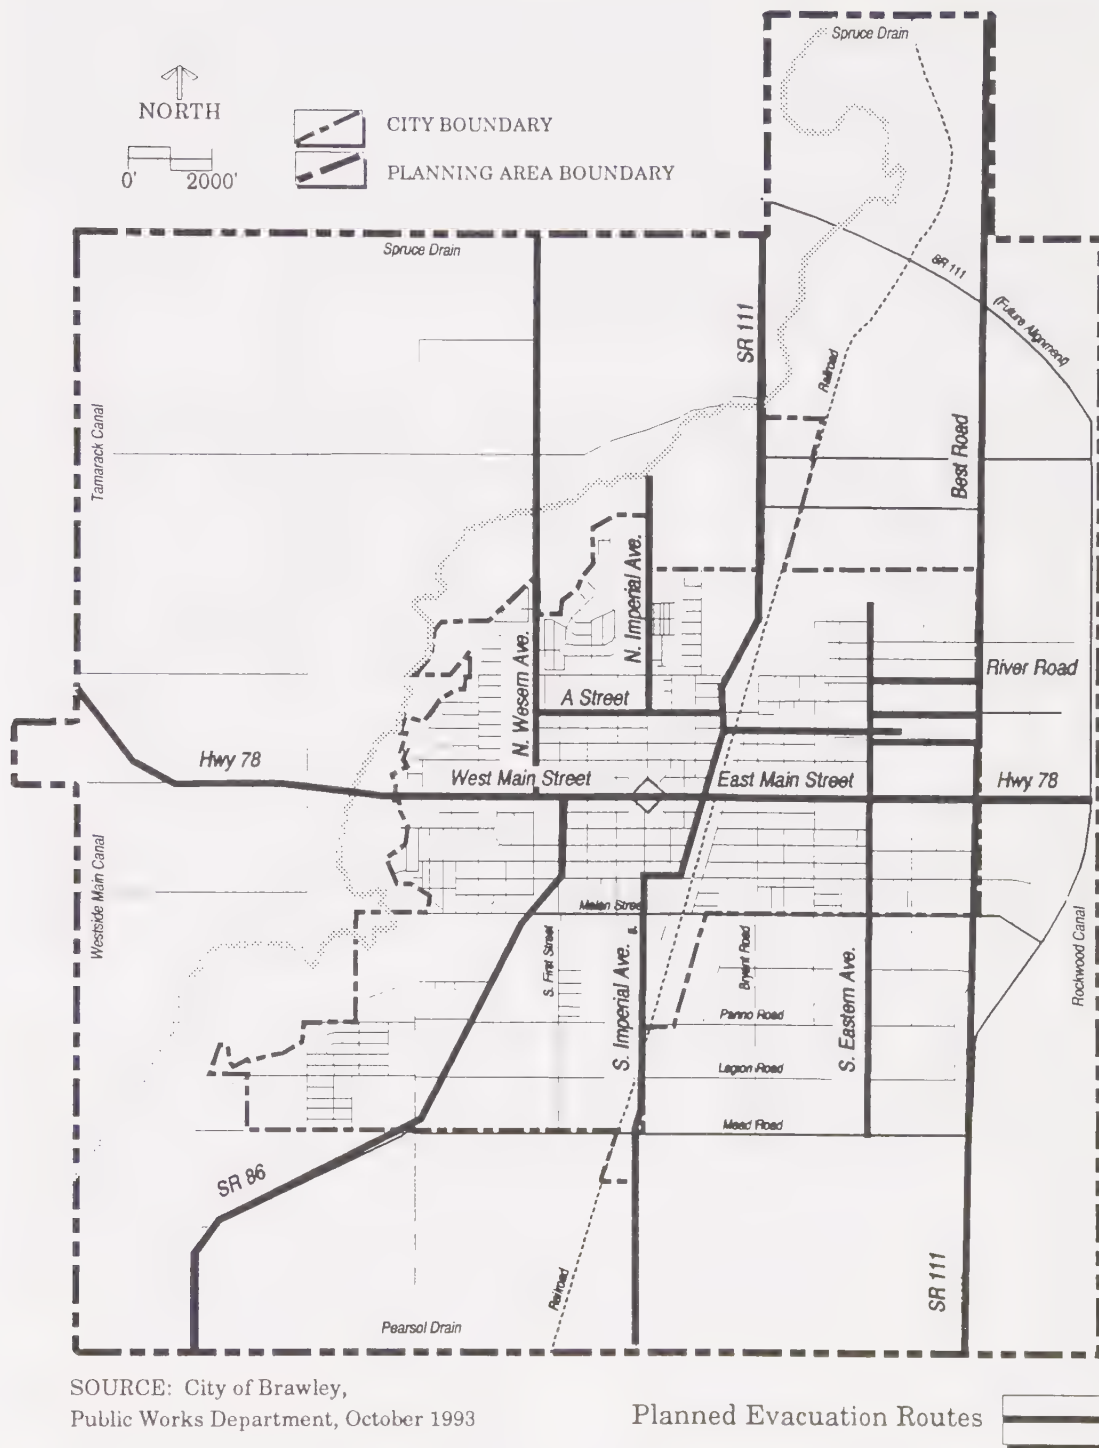 Spruce Drain
NORTH
0' 2000'
CITY BOUNDARY
PLANNING AREA BOUNDARY
Spruce Drain
SR 111
SR 111
(Future Alignment)
Railroad
Tamarack Canal
Best Road
N. Imperial Ave.
N. Wesern Ave.
River Road
A Street
Hwy 78
West Main Street
East Main Street
Hwy 78
Westside Main Canal
Malan Street
S. First Street
S. Imperial Ave.
Bryant Road
S. Eastern Ave.
Rockwood Canal
Panno Road
Legion Road
Mead Road
SR 86
Railroad
SR 111
Pearsol Drain
SOURCE: City of Brawley,
Public Works Department, October 1993
Planned Evacuation Routes